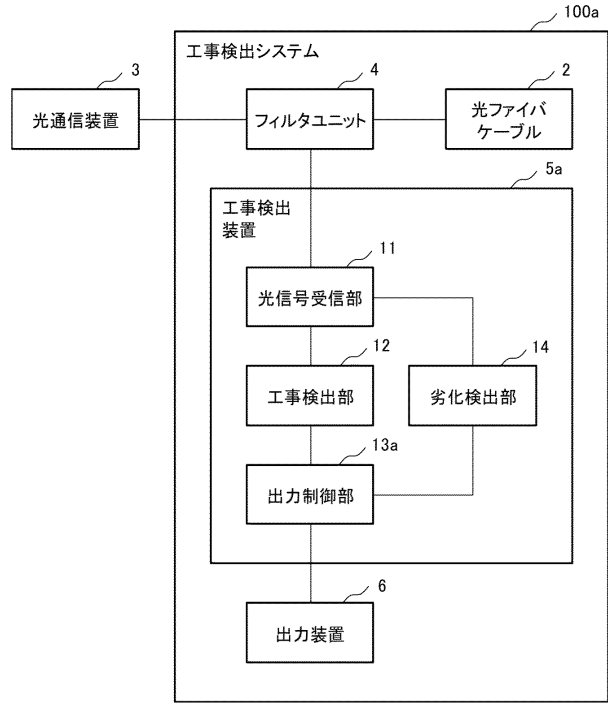 100a
工事検出システム
3
4
2
光通信装置
フィルタユニット
光ファイバ
ケーブル
5a
工事検出
装置
11
光信号受信部
12
14
工事検出部
劣化検出部
13a
出力制御部
6
出力装置